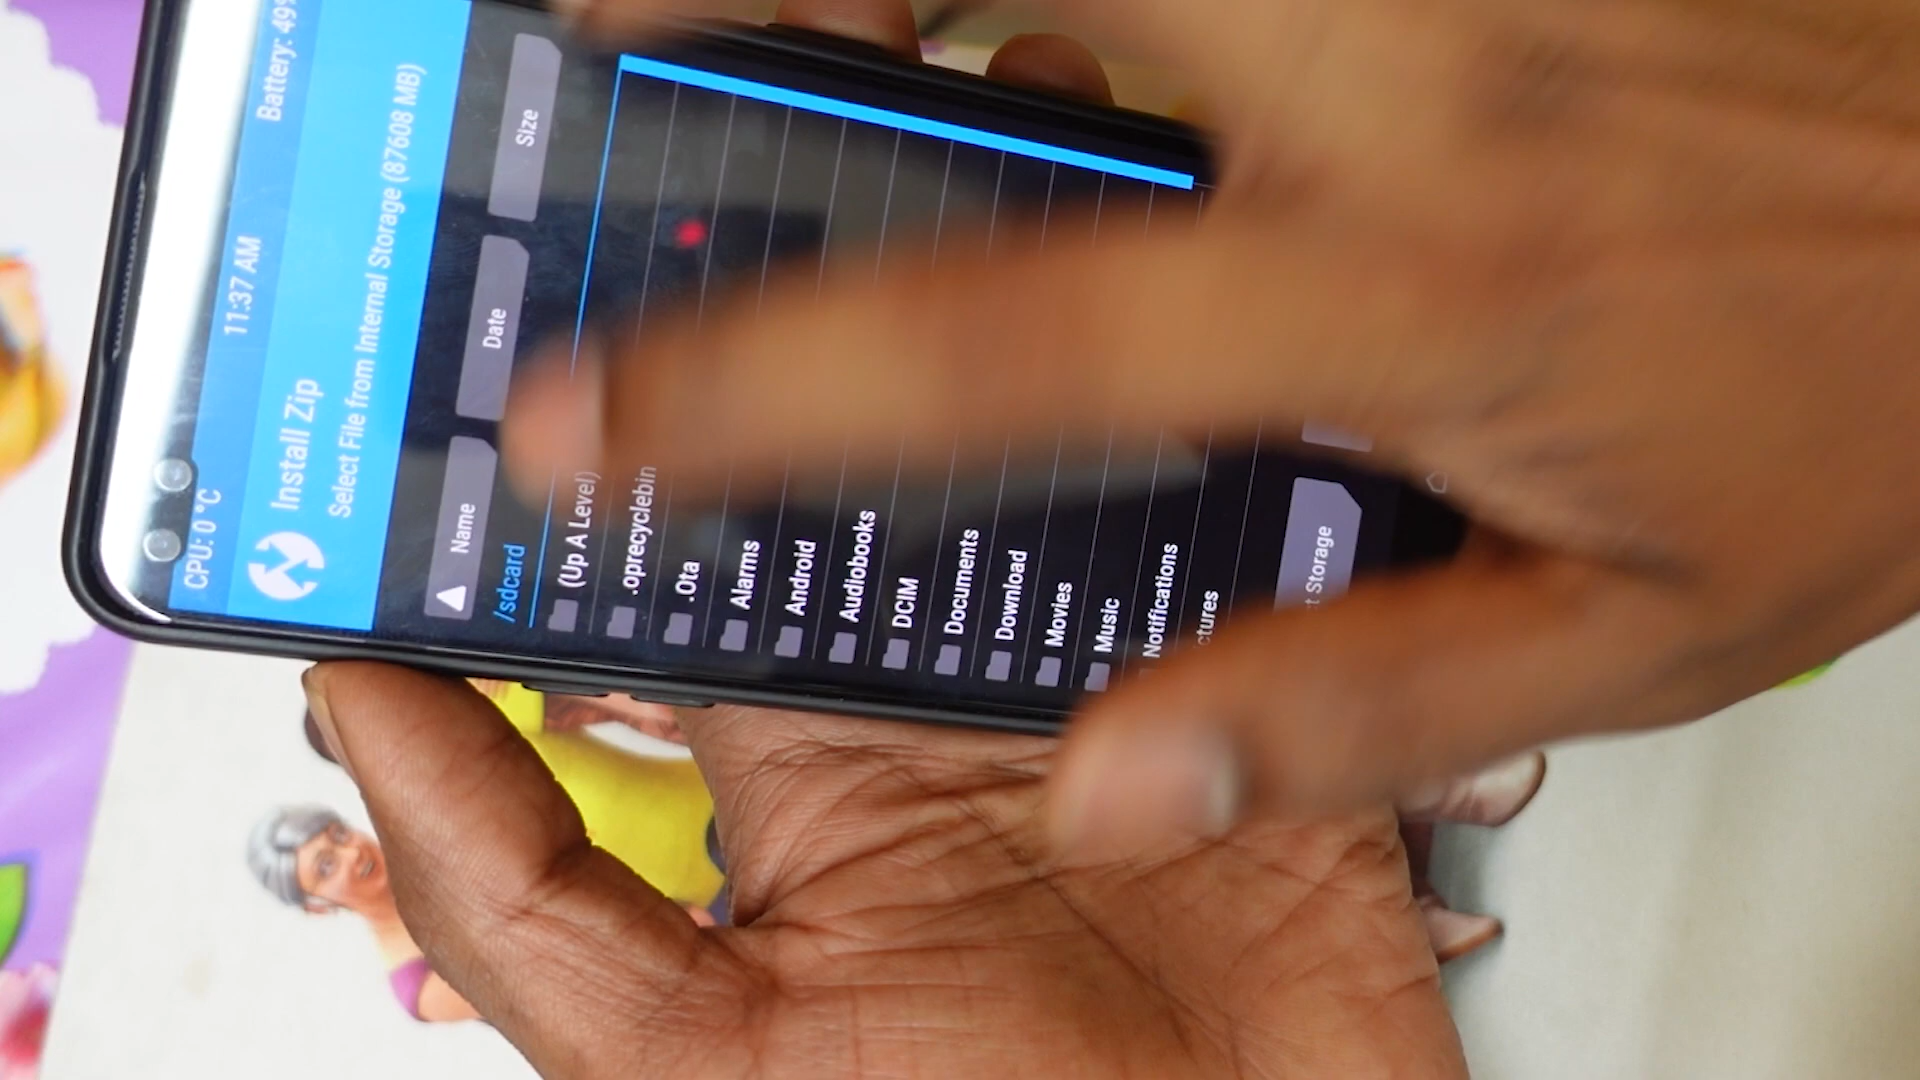 CPU: 0 °C 11:37 AM Battery: 49%
Install Zip
Select File from Internal Storage (87608 MB)
Name Date Size
/sdcard
(Up A Level)
.oprecyclebin
.Ota
Alarms
Android
Audiobooks
DCIM
Documents
Download
Movies
Music
Notifications
ctures
t Storage